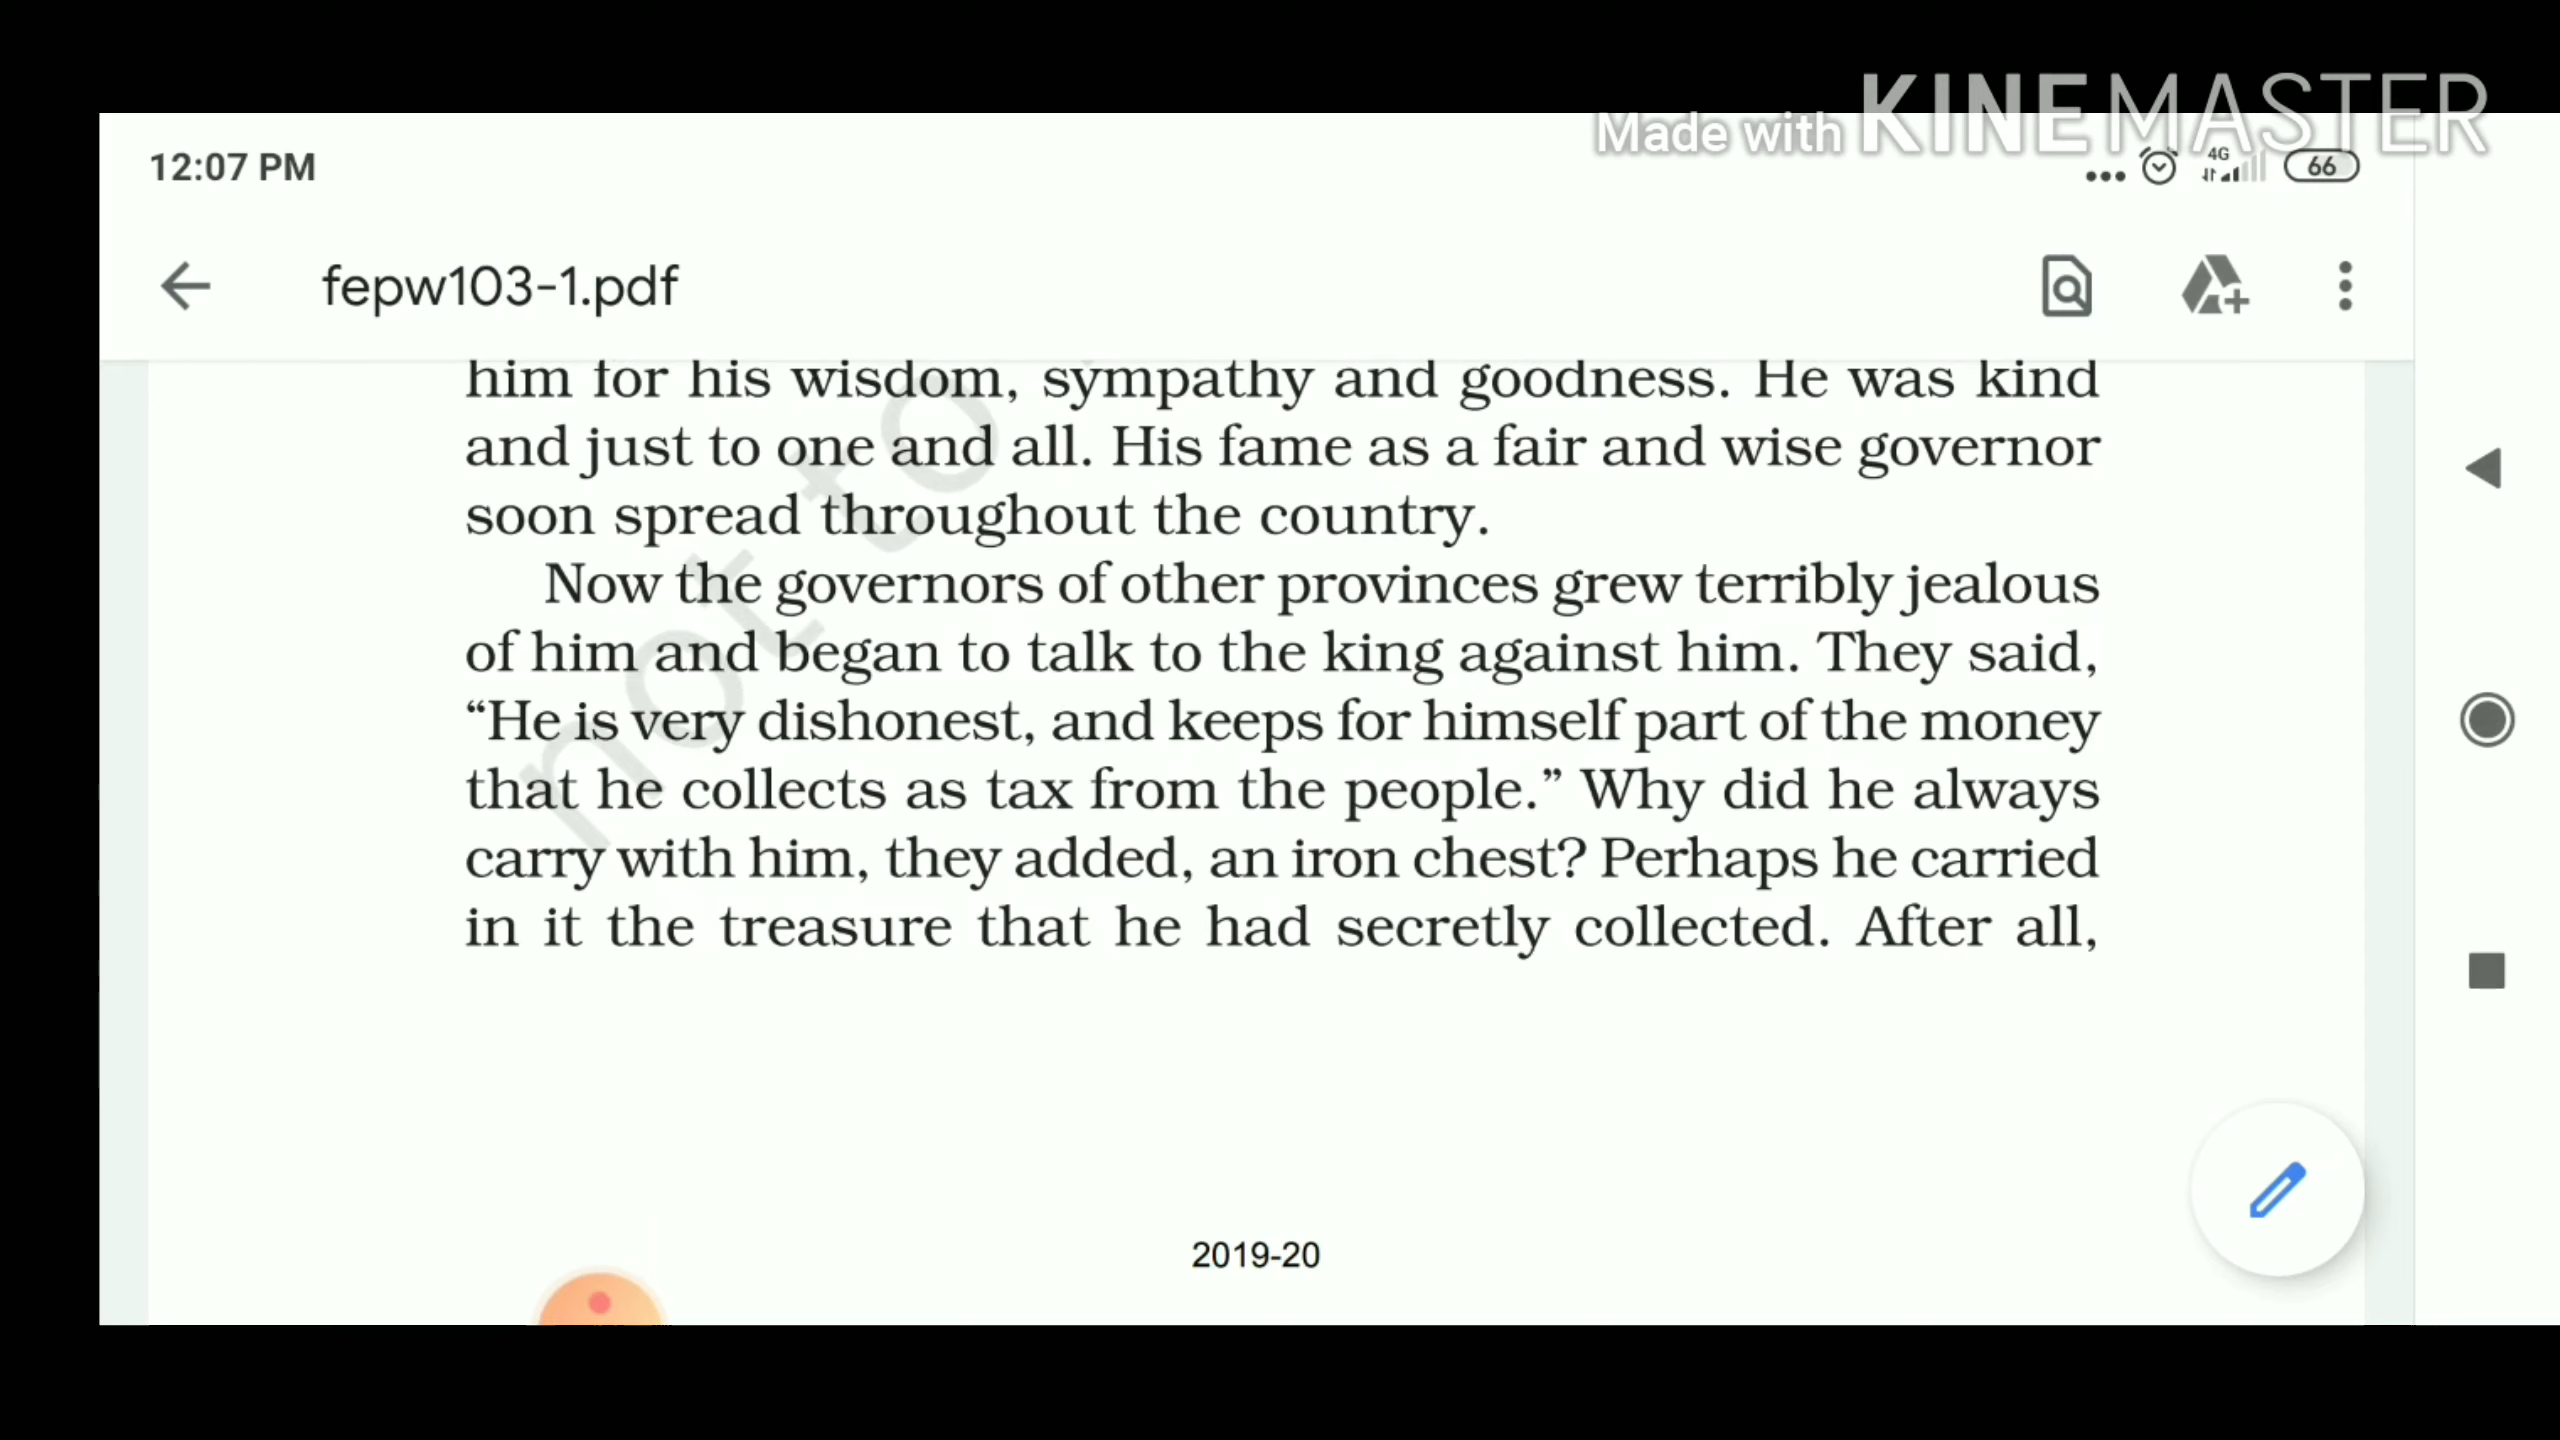 Made with KINEMASTER
12:07 PM
4G
66
fepw103-1.pdf
him for his wisdom, sympathy and goodness. He was kind
and just to one and all. His fame as a fair and wise governor
soon spread throughout the country.
Now the governors of other provinces grew terribly jealous
of him and began to talk to the king against him. They said,
“He is very dishonest, and keeps for himself part of the money
that he collects as tax from the people.” Why did he always
carry with him, they added, an iron chest? Perhaps he carried
in it the treasure that he had secretly collected. After all,
not to
2019-20